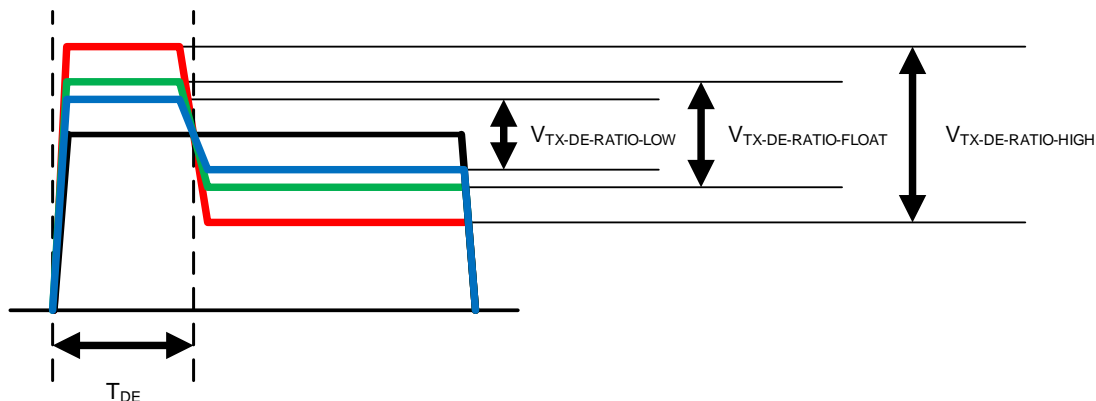 VTX-DE-RATIO-LOW
VTX-DE-RATIO-FLOAT
VTX-DE-RATIO-HIGH
TDE